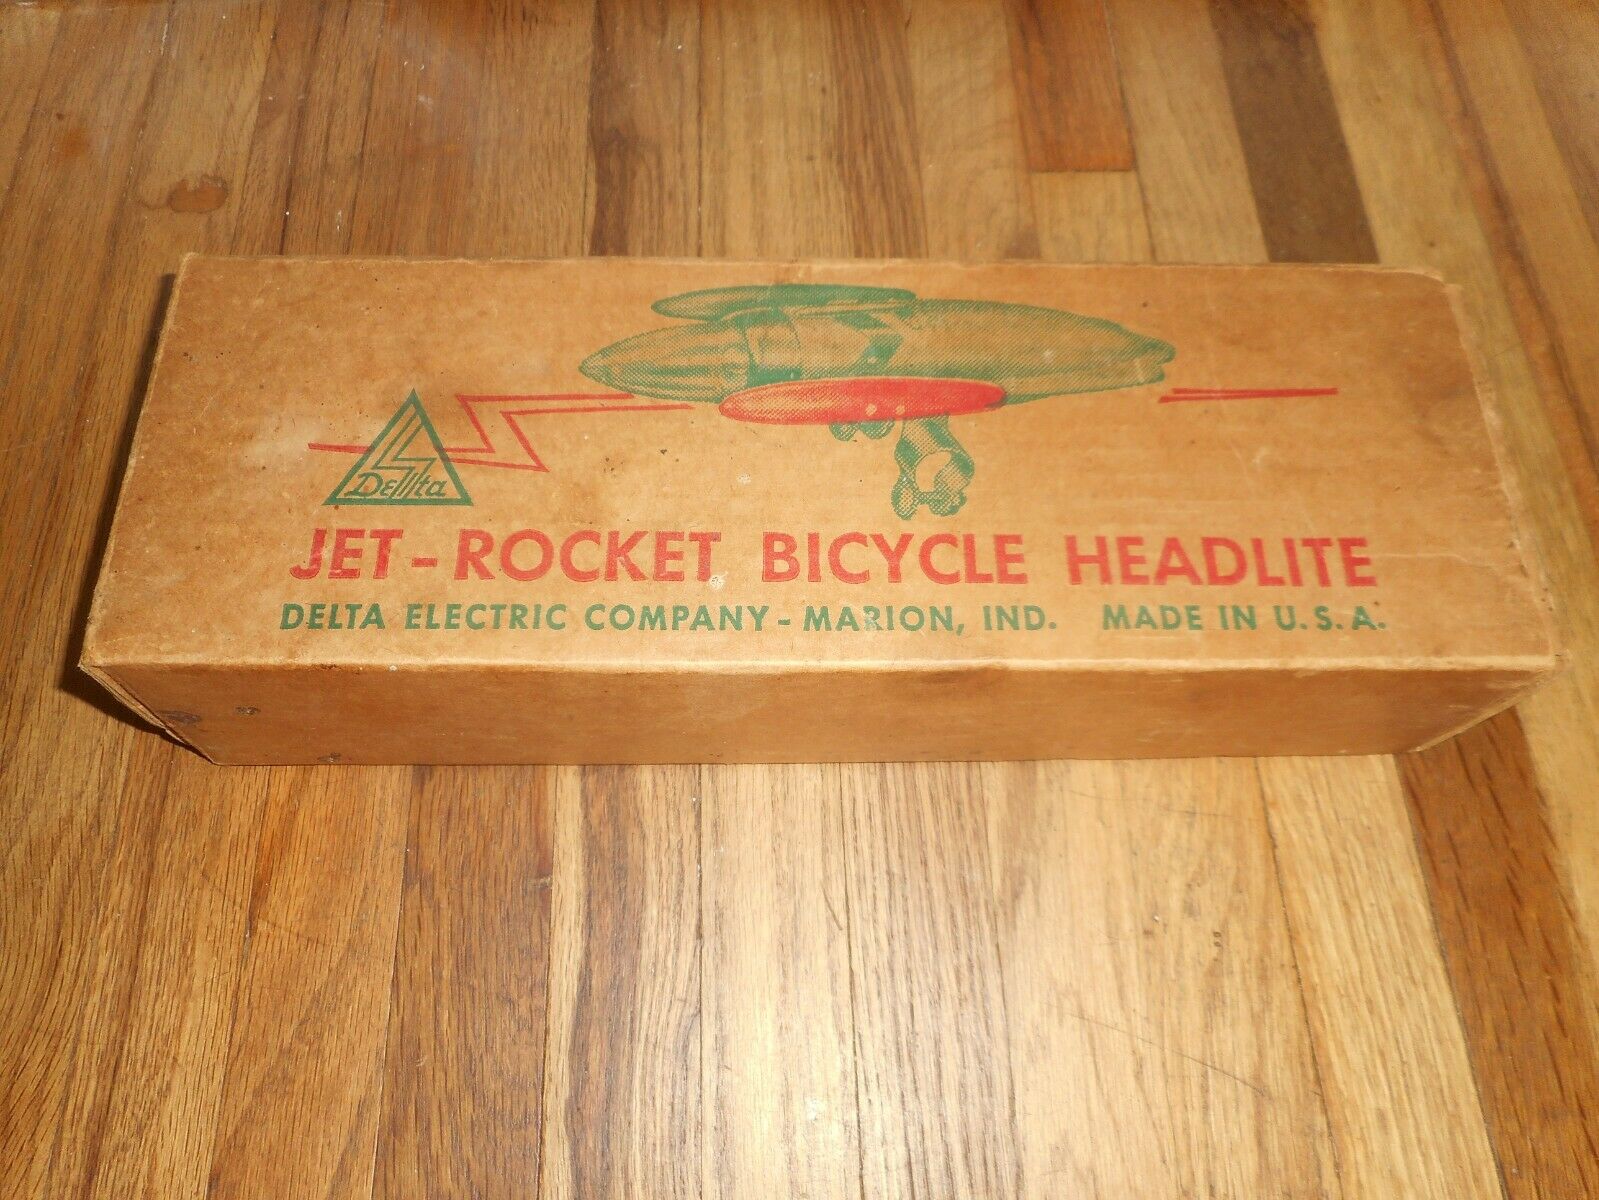 Delta
JET-ROCKET BICYCLE HEADLITE
DELTA ELECTRIC COMPANY - MARION, IND. MADE IN U.S.A.